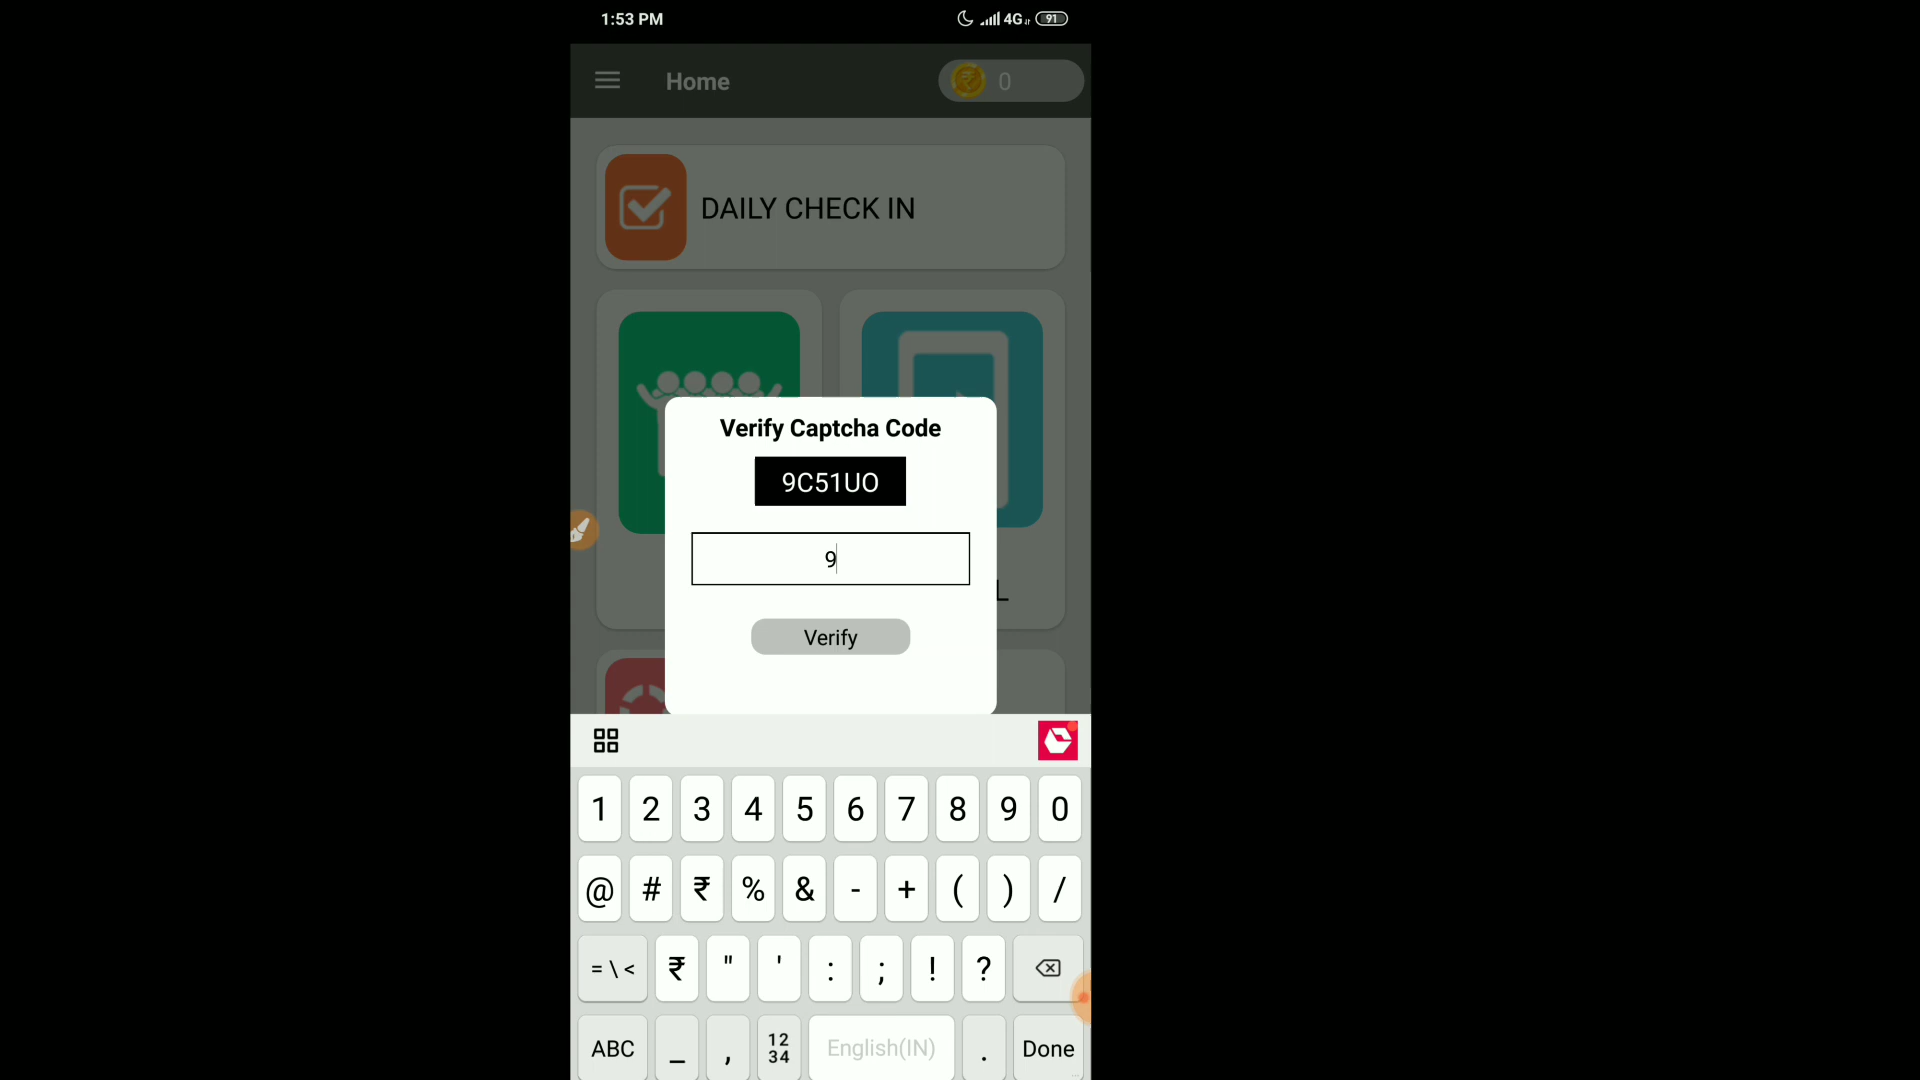 1:53 PM
4G 91
Home
0
DAILY CHECK IN
Verify Captcha Code
9C51UO
9
L
Verify
1 2 3 4 5 6 7 8 9 0
@ # ₹ % & - + ( ) /
= \ < ₹ " ' : ; ! ?
ABC _ , 12 34 English(IN) . Done